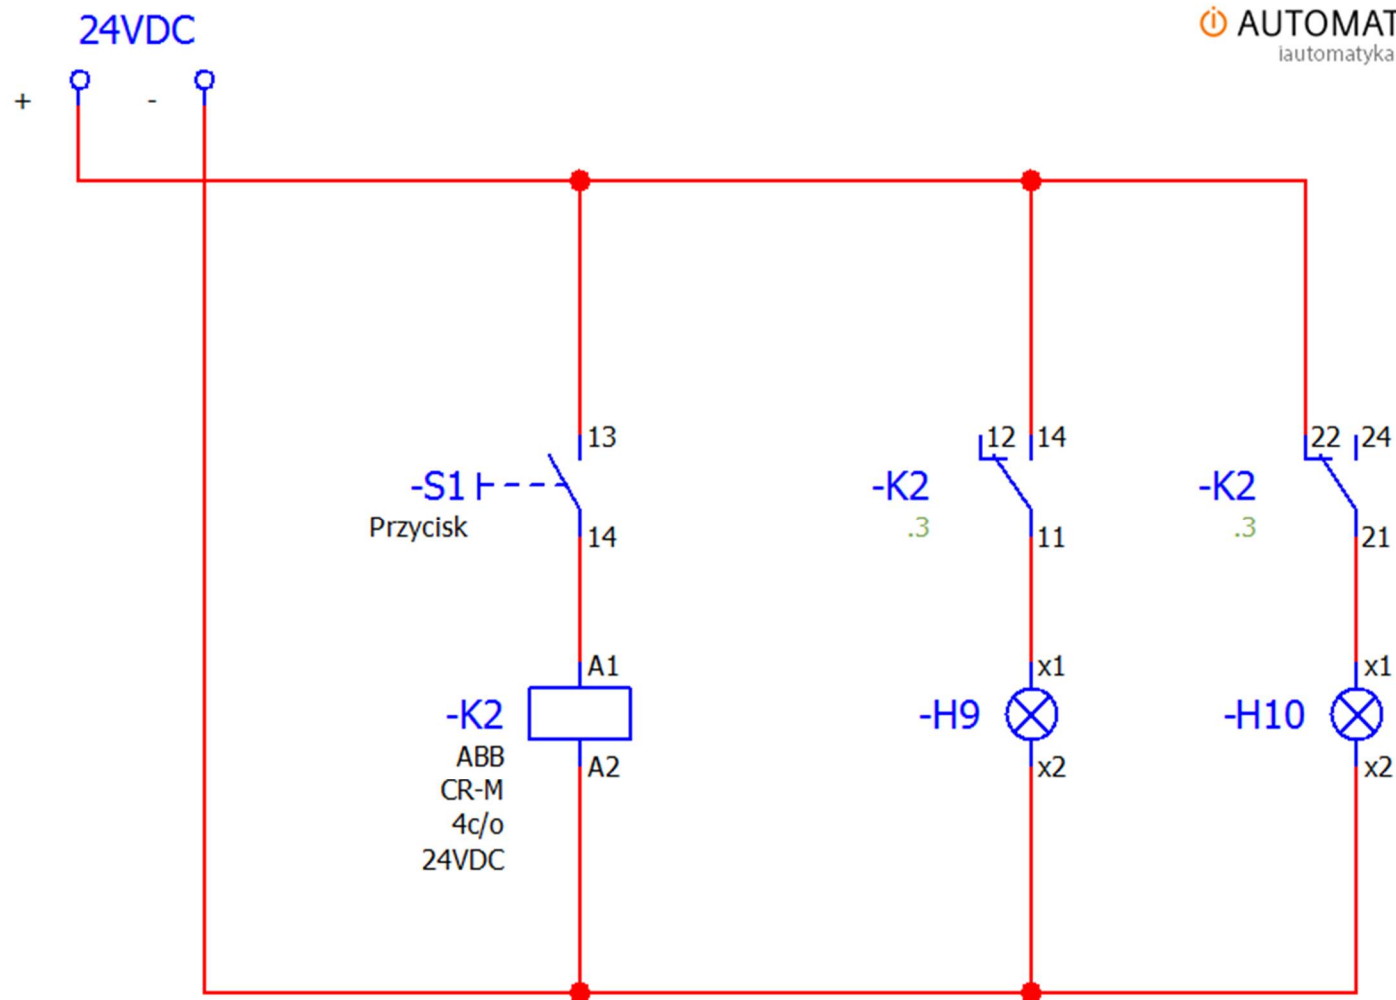 24VDC
+ -
AUTOMAT
iautomatyka
13
-S1
Przycisk
14
12 14
-K2
.3
11
22 24
-K2
.3
21
A1
-K2
ABB
CR-M
4c/o
24VDC
A2
x1
-H9
x2
x1
-H10
x2